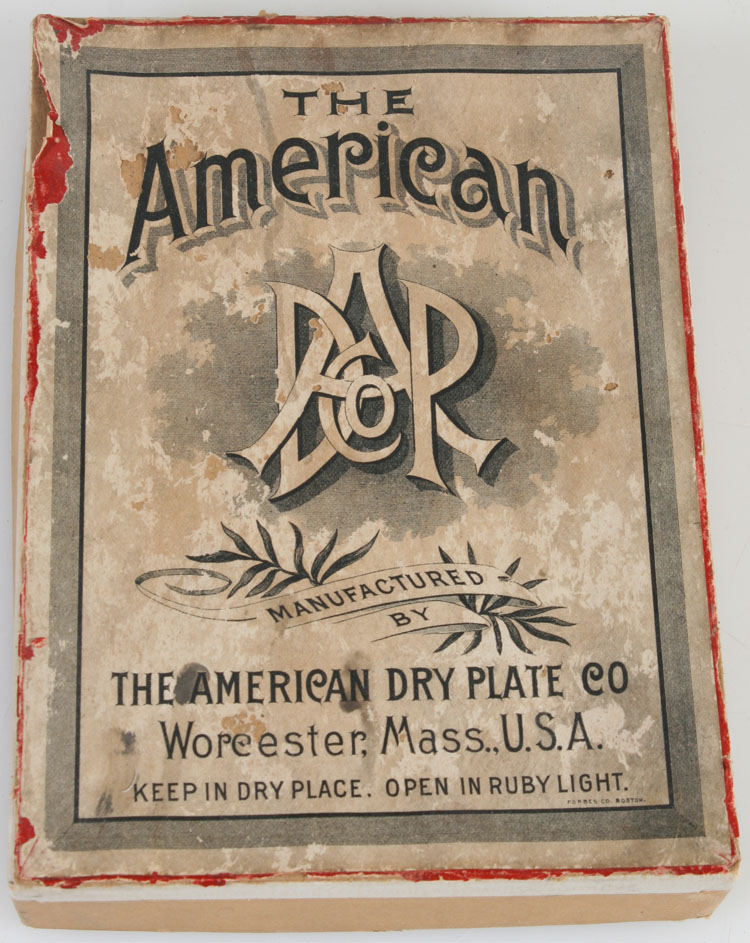 THE
American
ADPCo
MANUFACTURED
BY
THE AMERICAN DRY PLATE CO
Worcester, Mass., U.S.A.
KEEP IN DRY PLACE. OPEN IN RUBY LIGHT.
FORBES CO. BOSTON.